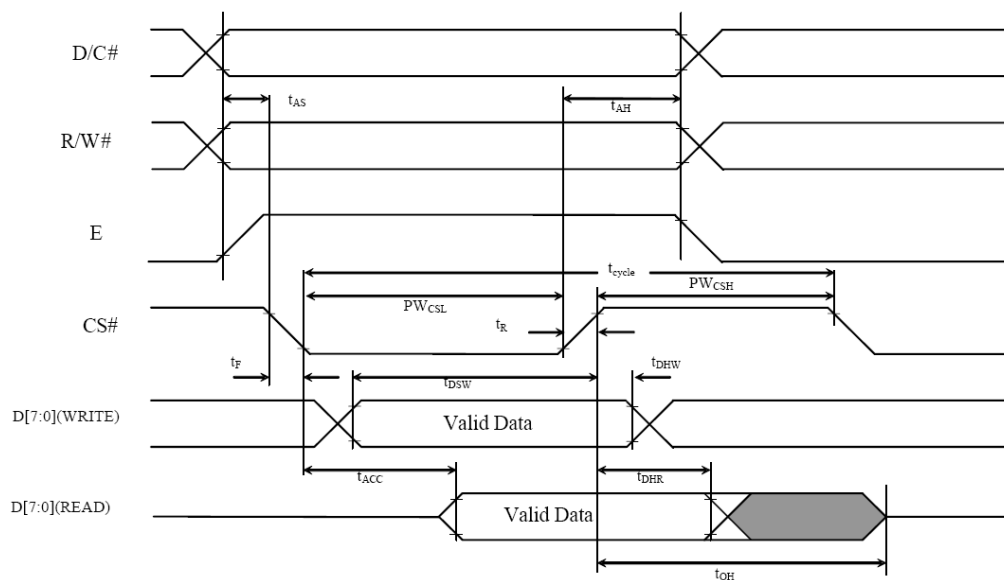 D/C#
tAS
tAH
R/W#
E
tcycle
PWCSL
PWCSH
CS#
tR
tF
tDSW
tDHW
D[7:0](WRITE)
Valid Data
tACC
tDHR
D[7:0](READ)
Valid Data
tOH